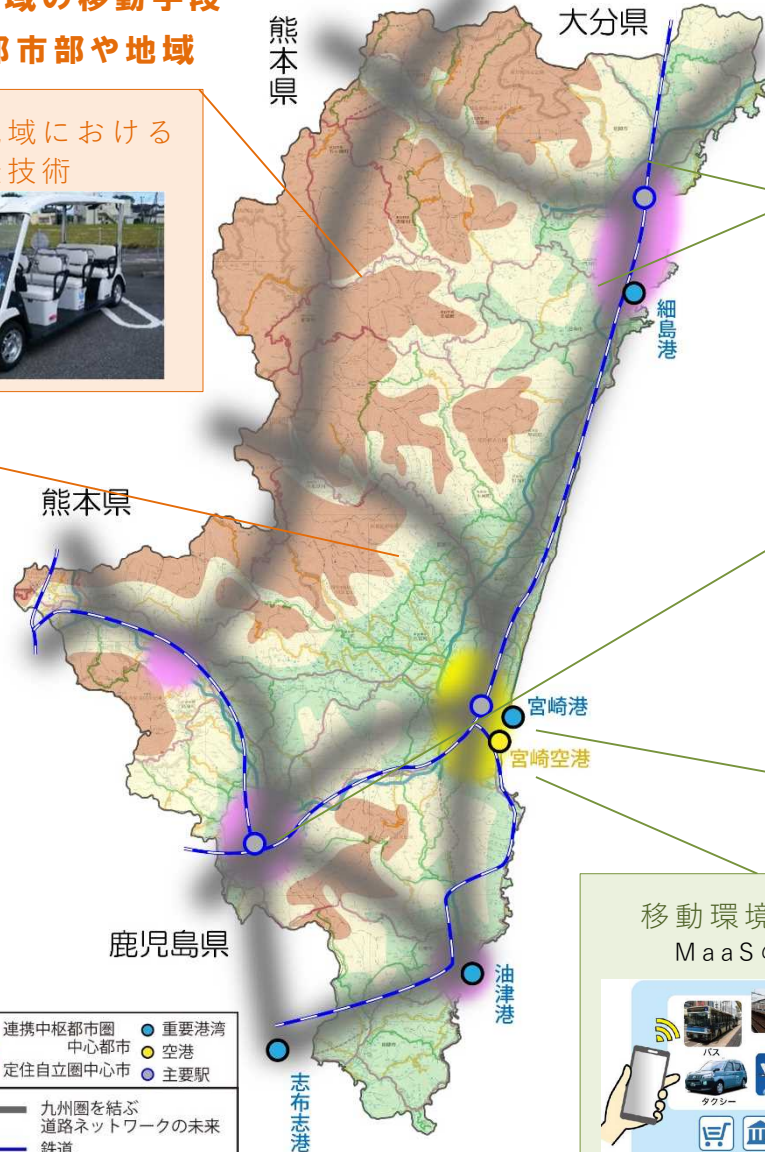 域の移動手段
都市部や地域
熊本県
大分県
域における
技術
細島港
熊本県
宮崎港
宮崎空港
鹿児島県
油津港
志布志港
移動環境
MaaS
バス
タクシー
連携中枢都市圏
中心都市
定住自立圏中心市
重要港湾
空港
主要駅
九州圏を結ぶ
道路ネットワークの未来
鉄道